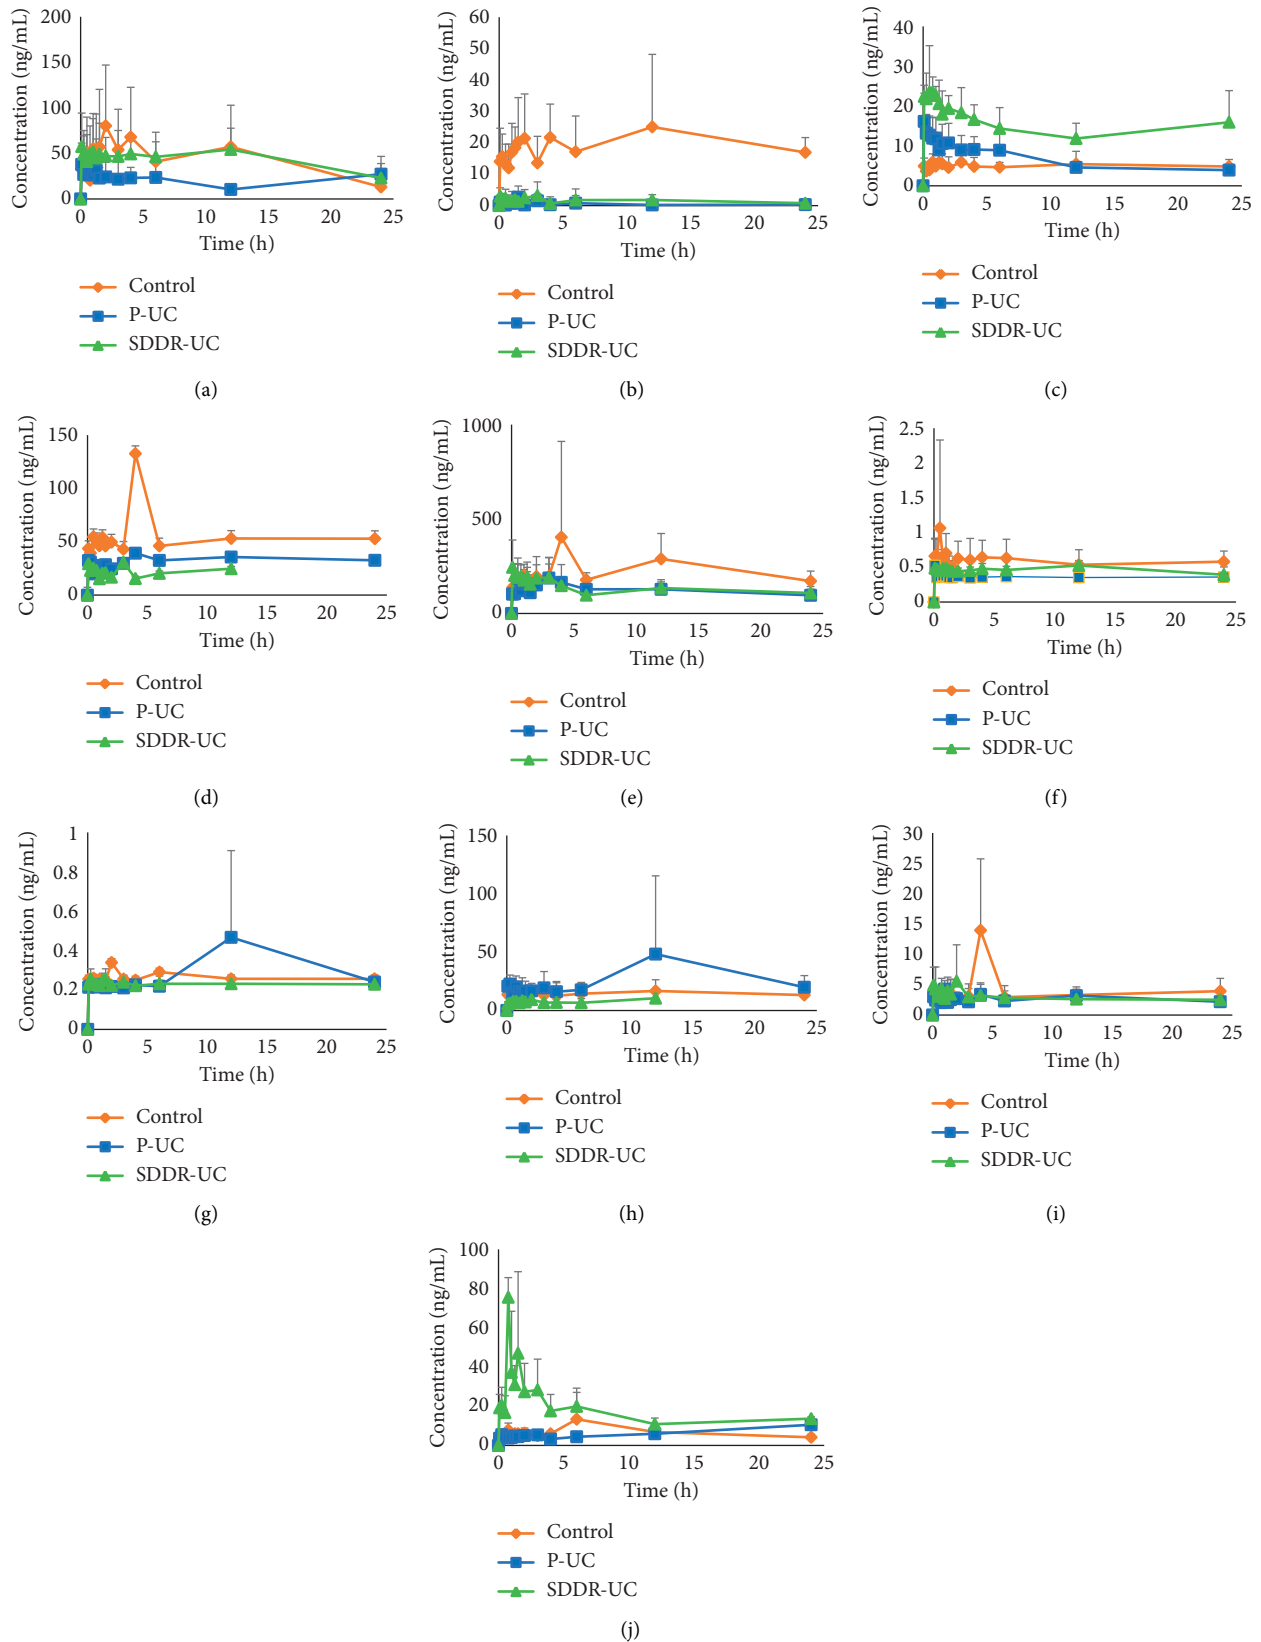 Concentration (ng/mL)
200
150
100
50
0
0 5 10 15 20 25
Time (h)
Control
P-UC
SDDR-UC
(a)
Concentration (ng/mL)
60
50
40
30
20
10
0
0 5 10 15 20 25
Time (h)
Control
P-UC
SDDR-UC
(b)
Concentration (ng/mL)
40
30
20
10
0
0 5 10 15 20 25
Time (h)
Control
P-UC
SDDR-UC
(c)
Concentration (ng/mL)
150
100
50
0
0 5 10 15 20 25
Time (h)
Control
P-UC
SDDR-UC
(d)
Concentration (ng/mL)
1000
500
0
0 5 10 15 20 25
Time (h)
Control
P-UC
SDDR-UC
(e)
Concentration (ng/mL)
2.5
2
1.5
1
0.5
0
0 5 10 15 20 25
Time (h)
Control
P-UC
SDDR-UC
(f)
Concentration (ng/mL)
1
0.8
0.6
0.4
0.2
0
0 5 10 15 20 25
Time (h)
Control
P-UC
SDDR-UC
(g)
Concentration (ng/mL)
150
100
50
0
0 5 10 15 20 25
Time (h)
Control
P-UC
SDDR-UC
(h)
Concentration (ng/mL)
30
25
20
15
10
5
0
0 5 10 15 20 25
Time (h)
Control
P-UC
SDDR-UC
(i)
Concentration (ng/mL)
100
80
60
40
20
0
0 5 10 15 20 25
Time (h)
Control
P-UC
SDDR-UC
(j)